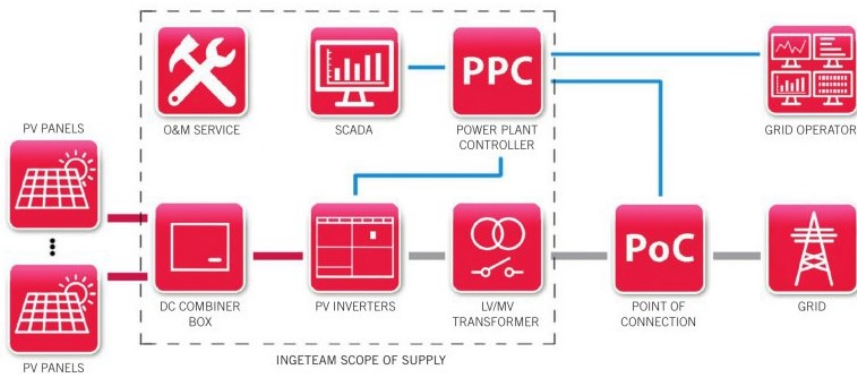 PPC
O&M SERVICE
SCADA
POWER PLANT
CONTROLLER
GRID OPERATOR
PV PANELS
PoC
DC COMBINER
BOX
PV INVERTERS
LV/MV
TRANSFORMER
POINT OF
CONNECTION
GRID
PV PANELS
INGETEAM SCOPE OF SUPPLY